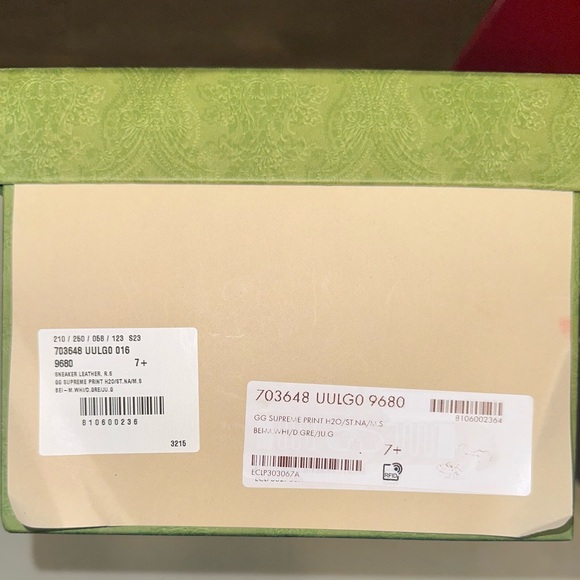 210 / 250 / 058 / 123 S23
703648 UULG0 016
9680 7+
SNEAKER LEATHER, R.S
GG SUPREME PRINT H2O/ST.NA/M.S
BEI-M.WHI/D.GRE/JU.G
810600236
3215
703648 UULG0 9680
8106002364
GG SUPREME PRINT H2O/ST.NA/M.S
BEI-M.WHI/D.GRE/JU.G
7+
ECLP303067A
RFID